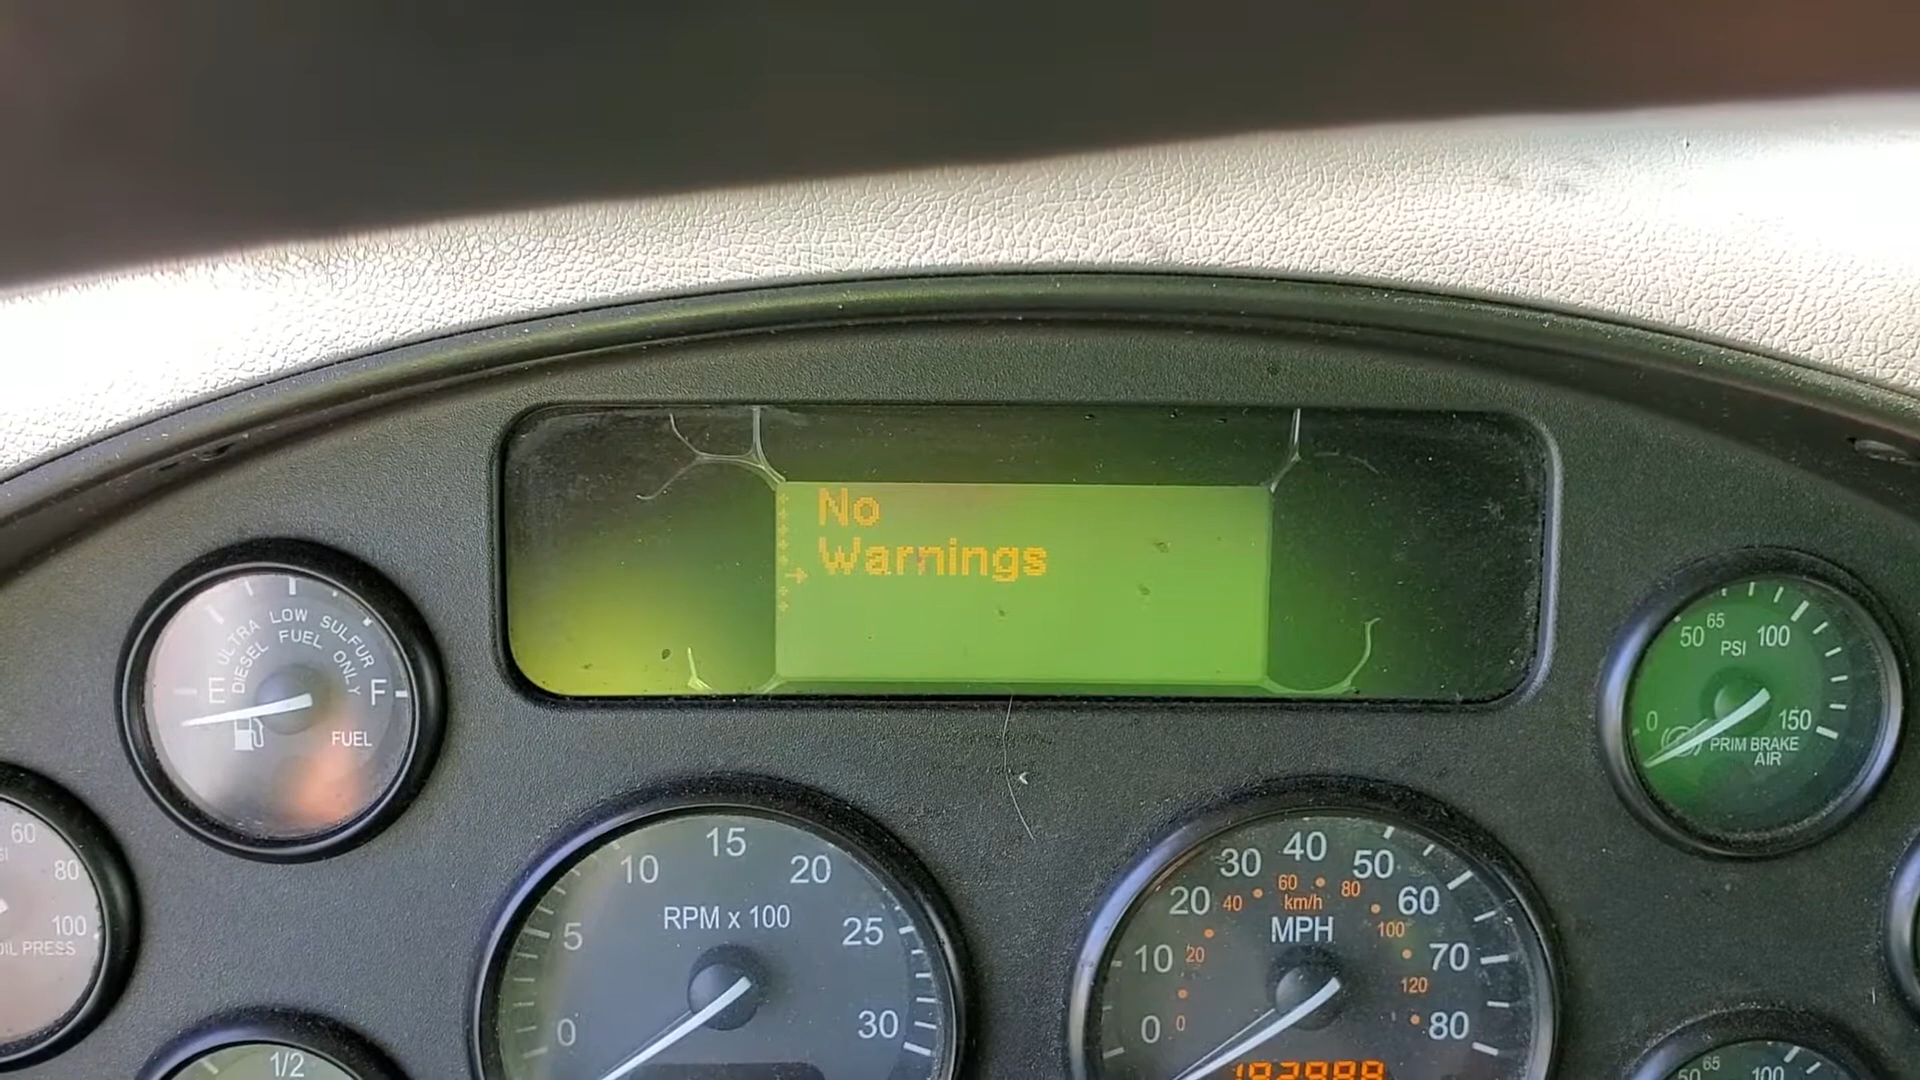 No
Warnings
ULTRA LOW SULFUR
DIESEL FUEL ONLY
E
F
FUEL
50 65 100
PSI
0 150
PRIM BRAKE
AIR
60
80
100
OIL PRESS
15
10 20
RPM x 100
5 25
0 30
40
30 50
20 60
60 80
40 km/h 100
MPH
10 20 70
120
0 0 80
1/2
50 65 100